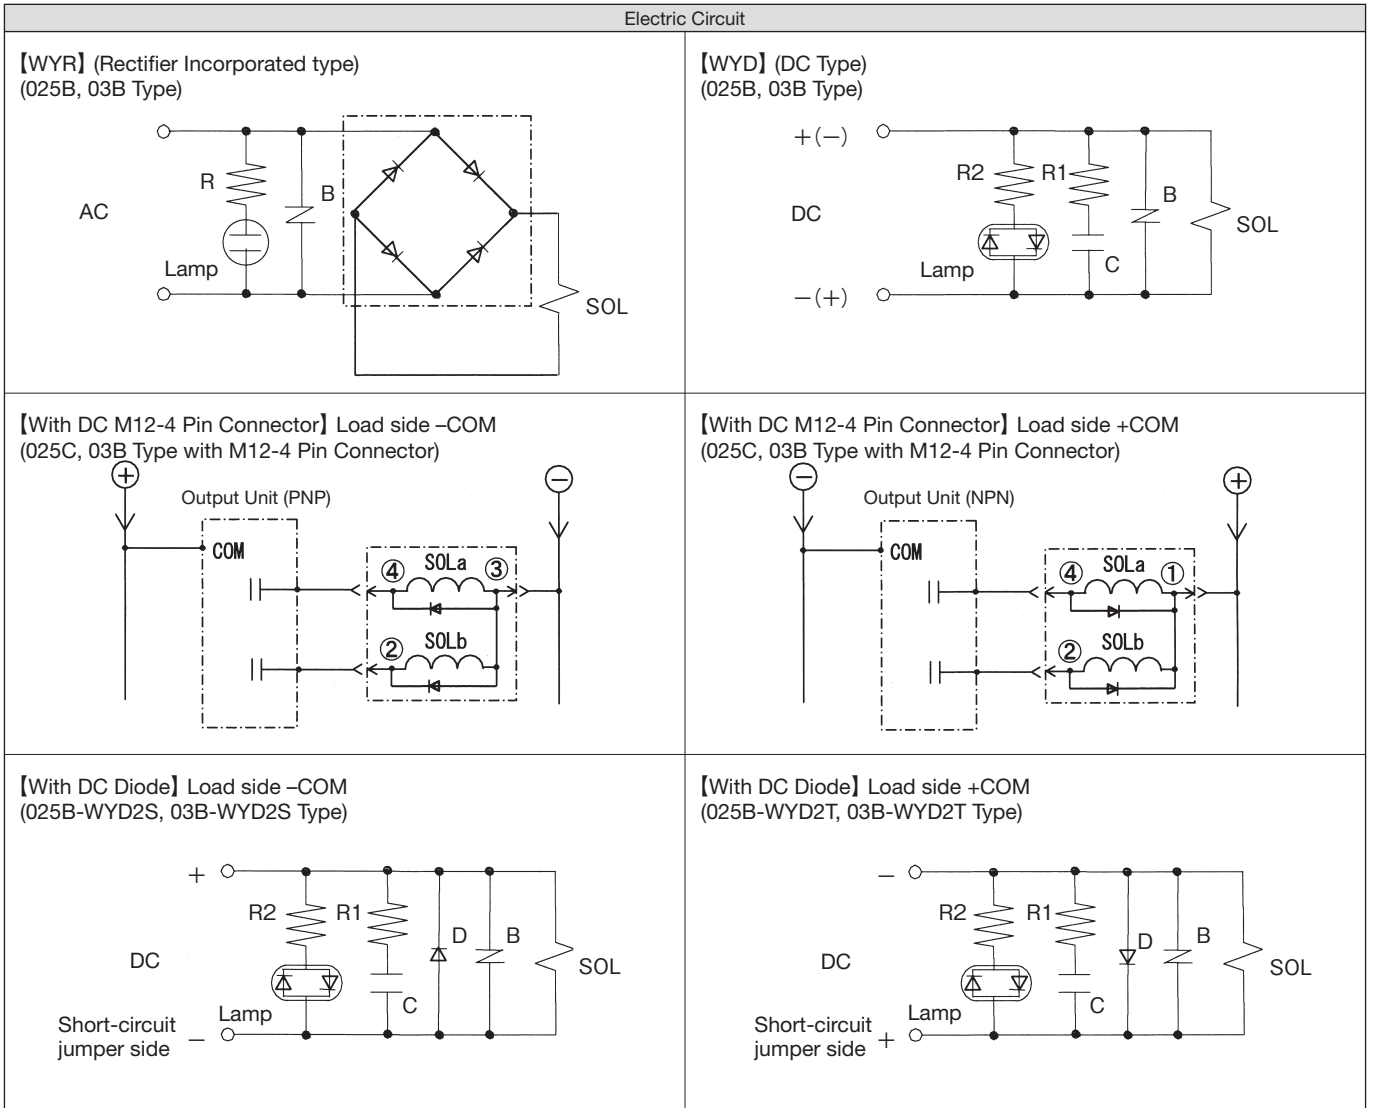 Electric Circuit
【WYR】 (Rectifier Incorporated type)
(025B, 03B Type)
AC
R
B
Lamp
SOL
【WYD】 (DC Type)
(025B, 03B Type)
+(−)
R2
R1
B
DC
SOL
Lamp
C
−(+)
【With DC M12-4 Pin Connector】 Load side –COM
(025C, 03B Type with M12-4 Pin Connector)
+
−
Output Unit (PNP)
COM
④
SOLa
③
②
SOLb
【With DC M12-4 Pin Connector】 Load side +COM
(025C, 03B Type with M12-4 Pin Connector)
−
+
Output Unit (NPN)
COM
④
SOLa
①
②
SOLb
【With DC Diode】 Load side –COM
(025B-WYD2S, 03B-WYD2S Type)
+
R2
R1
D
B
DC
SOL
Lamp
C
Short-circuit
jumper side
−
【With DC Diode】 Load side +COM
(025B-WYD2T, 03B-WYD2T Type)
−
R2
R1
D
B
DC
SOL
Lamp
C
Short-circuit
jumper side
+